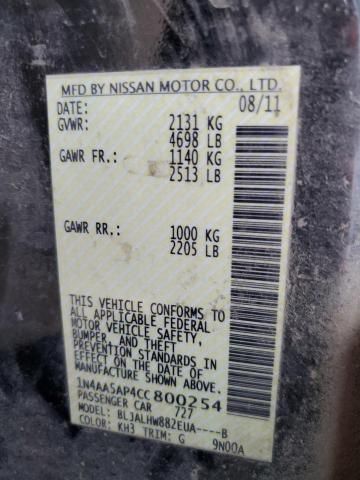 MFD BY NISSAN MOTOR CO., LTD.
DATE: 08/11
GVWR: 2131 KG
4698 LB
GAWR FR.: 1140 KG
2513 LB
GAWR RR.: 1000 KG
2205 LB
THIS VEHICLE CONFORMS TO
ALL APPLICABLE FEDERAL
MOTOR VEHICLE SAFETY,
BUMPER, AND THEFT
PREVENTION STANDARDS
IN EFFECT ON THE DATE OF
MANUFACTURE SHOWN ABOVE.
1N4AA5AP4CC800254
PASSENGER CAR 727
MODEL: BLJALHW882EUA----B
COLOR: KH3 TRIM: G 9N00A